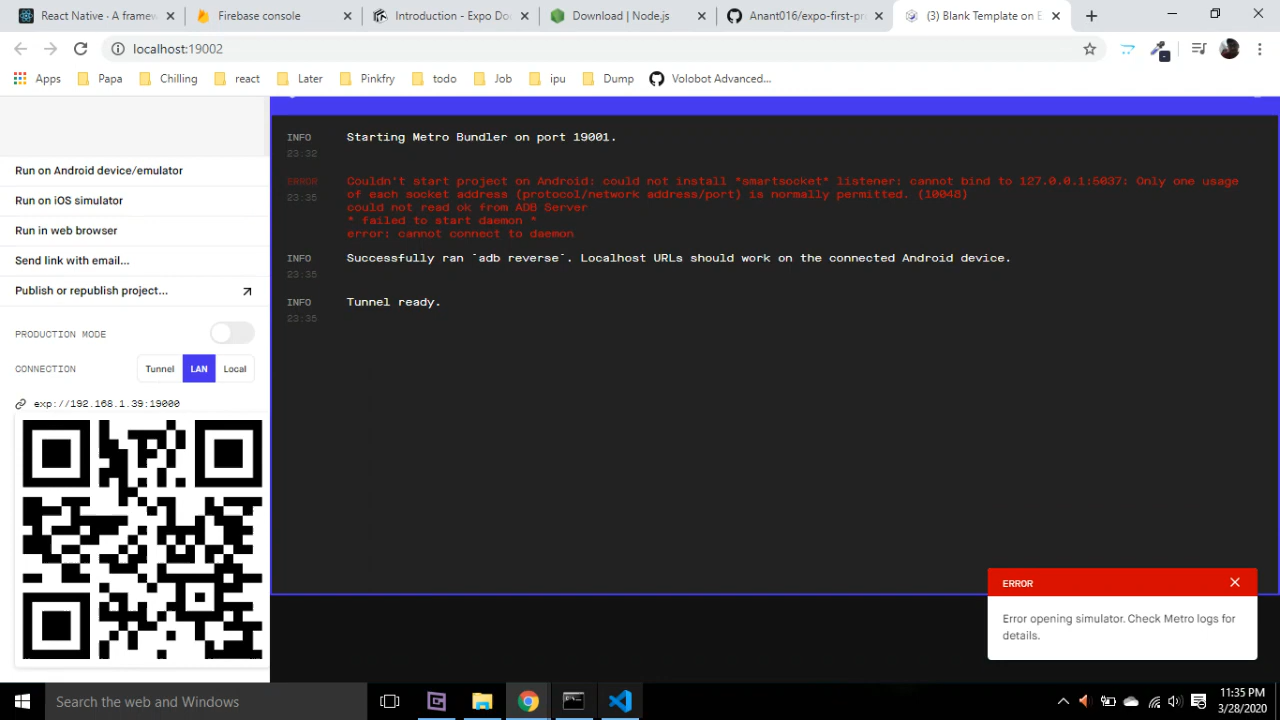 React Native · A framew
Firebase console
Introduction - Expo Do
Download | Node.js
Anant016/expo-first-pr
(3) Blank Template on E
localhost:19002
Apps
Papa
Chilling
react
Later
Pinkfry
todo
Job
ipu
Dump
Volobot Advanced...
Run on Android device/emulator
Run on iOS simulator
Run in web browser
Send link with email...
Publish or republish project...
PRODUCTION MODE
CONNECTION
Tunnel
LAN
Local
exp://192.168.1.39:19000
INFO
23:32
Starting Metro Bundler on port 19001.
ERROR
23:35
Couldn't start project on Android: could not install *smartsocket* listener: cannot bind to 127.0.0.1:5037: Only one usage
of each socket address (protocol/network address/port) is normally permitted. (10048)
could not read ok from ADB Server
* failed to start daemon *
error: cannot connect to daemon
INFO
23:35
Successfully ran `adb reverse`. Localhost URLs should work on the connected Android device.
INFO
23:35
Tunnel ready.
ERROR
Error opening simulator. Check Metro logs for
details.
Search the web and Windows
11:35 PM
3/28/2020